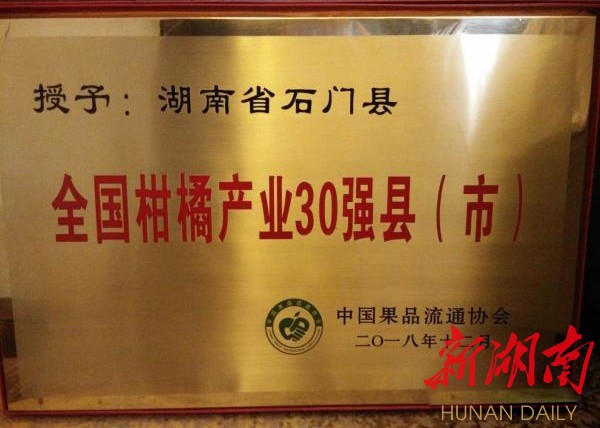 授予：湖南省石门县
全国柑橘产业30强县（市）
中国果品流通协会
二〇一八年十二月
新湖南
HUNAN DAILY